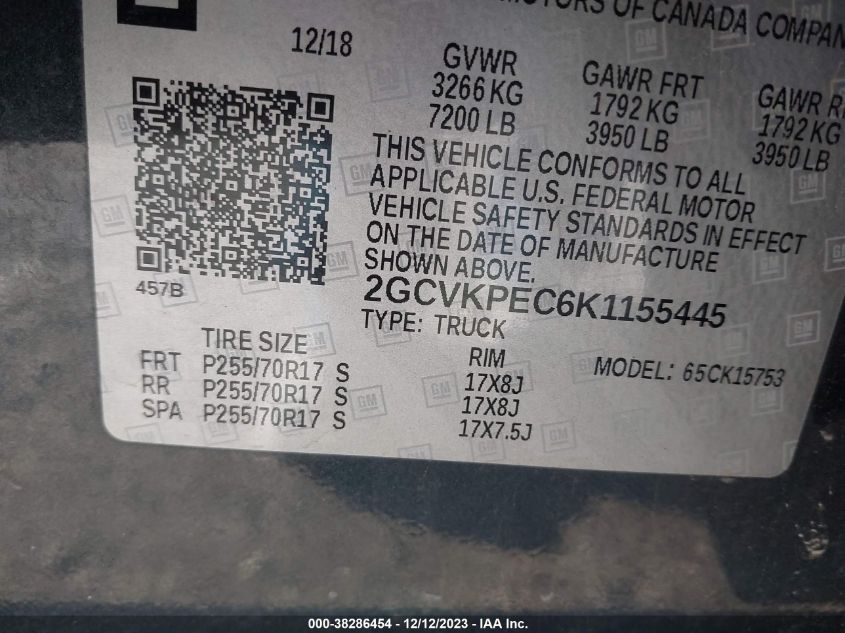 MOTORS OF CANADA COMPAN
12/18
GVWR
3266 KG
7200 LB
GAWR FRT
1792 KG
3950 LB
GAWR R
1792 KG
3950 LB
THIS VEHICLE CONFORMS TO ALL
APPLICABLE U.S. FEDERAL MOTOR
VEHICLE SAFETY STANDARDS IN EFFECT
ON THE DATE OF MANUFACTURE
SHOWN ABOVE.
457B
2GCVKPEC6K1155445
TYPE: TRUCK
MODEL: 65CK15753
TIRE SIZE
RIM
FRT P255/70R17 S 17X8J
RR P255/70R17 S 17X8J
SPA P255/70R17 S 17X7.5J
000-38286454 - 12/12/2023 - IAA Inc.